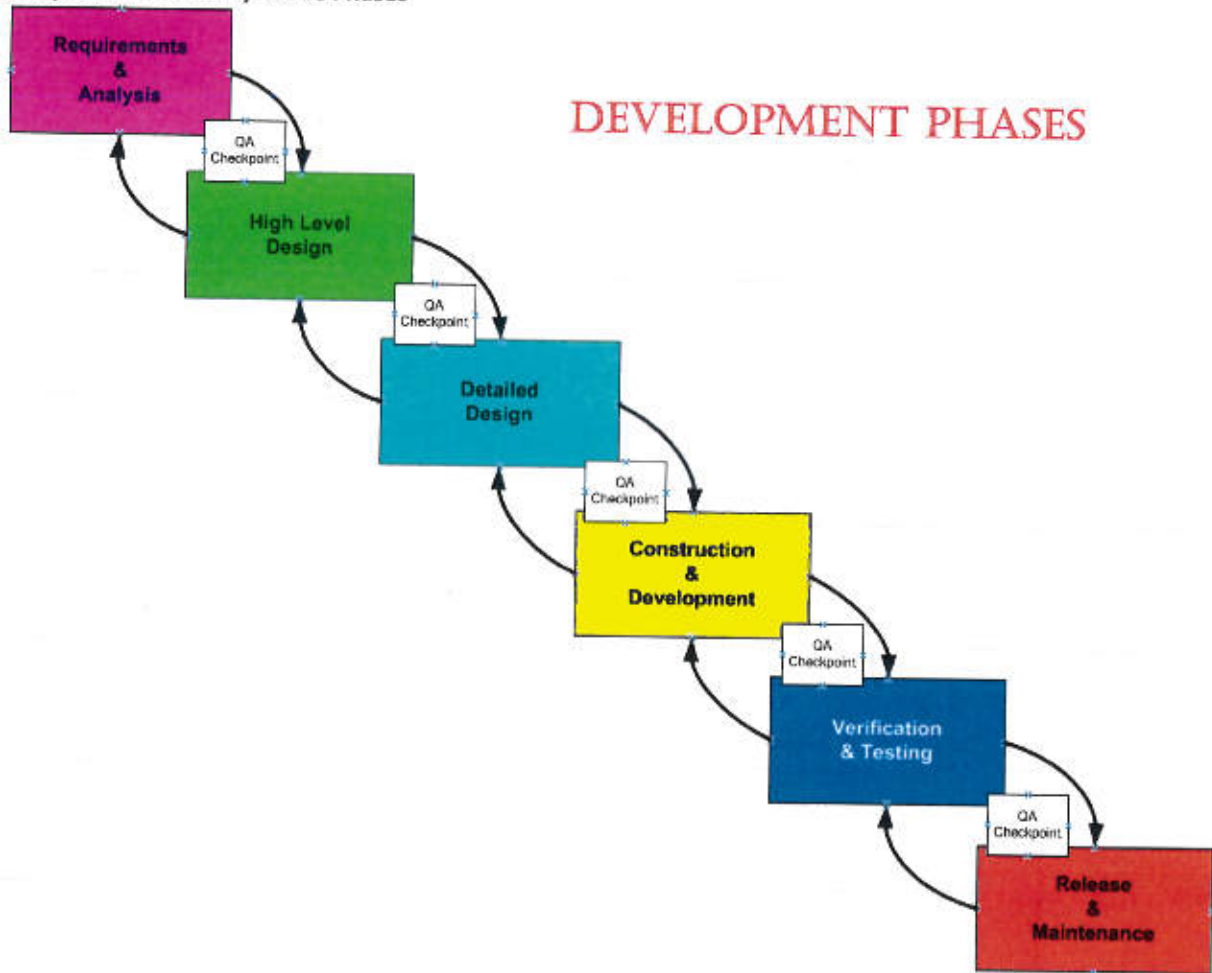 Requirements
&
Analysis
DEVELOPMENT PHASES
QA
Checkpoint
High Level
Design
QA
Checkpoint
Detailed
Design
QA
Checkpoint
Construction
&
Development
QA
Checkpoint
Verification
& Testing
QA
Checkpoint
Release
&
Maintenance